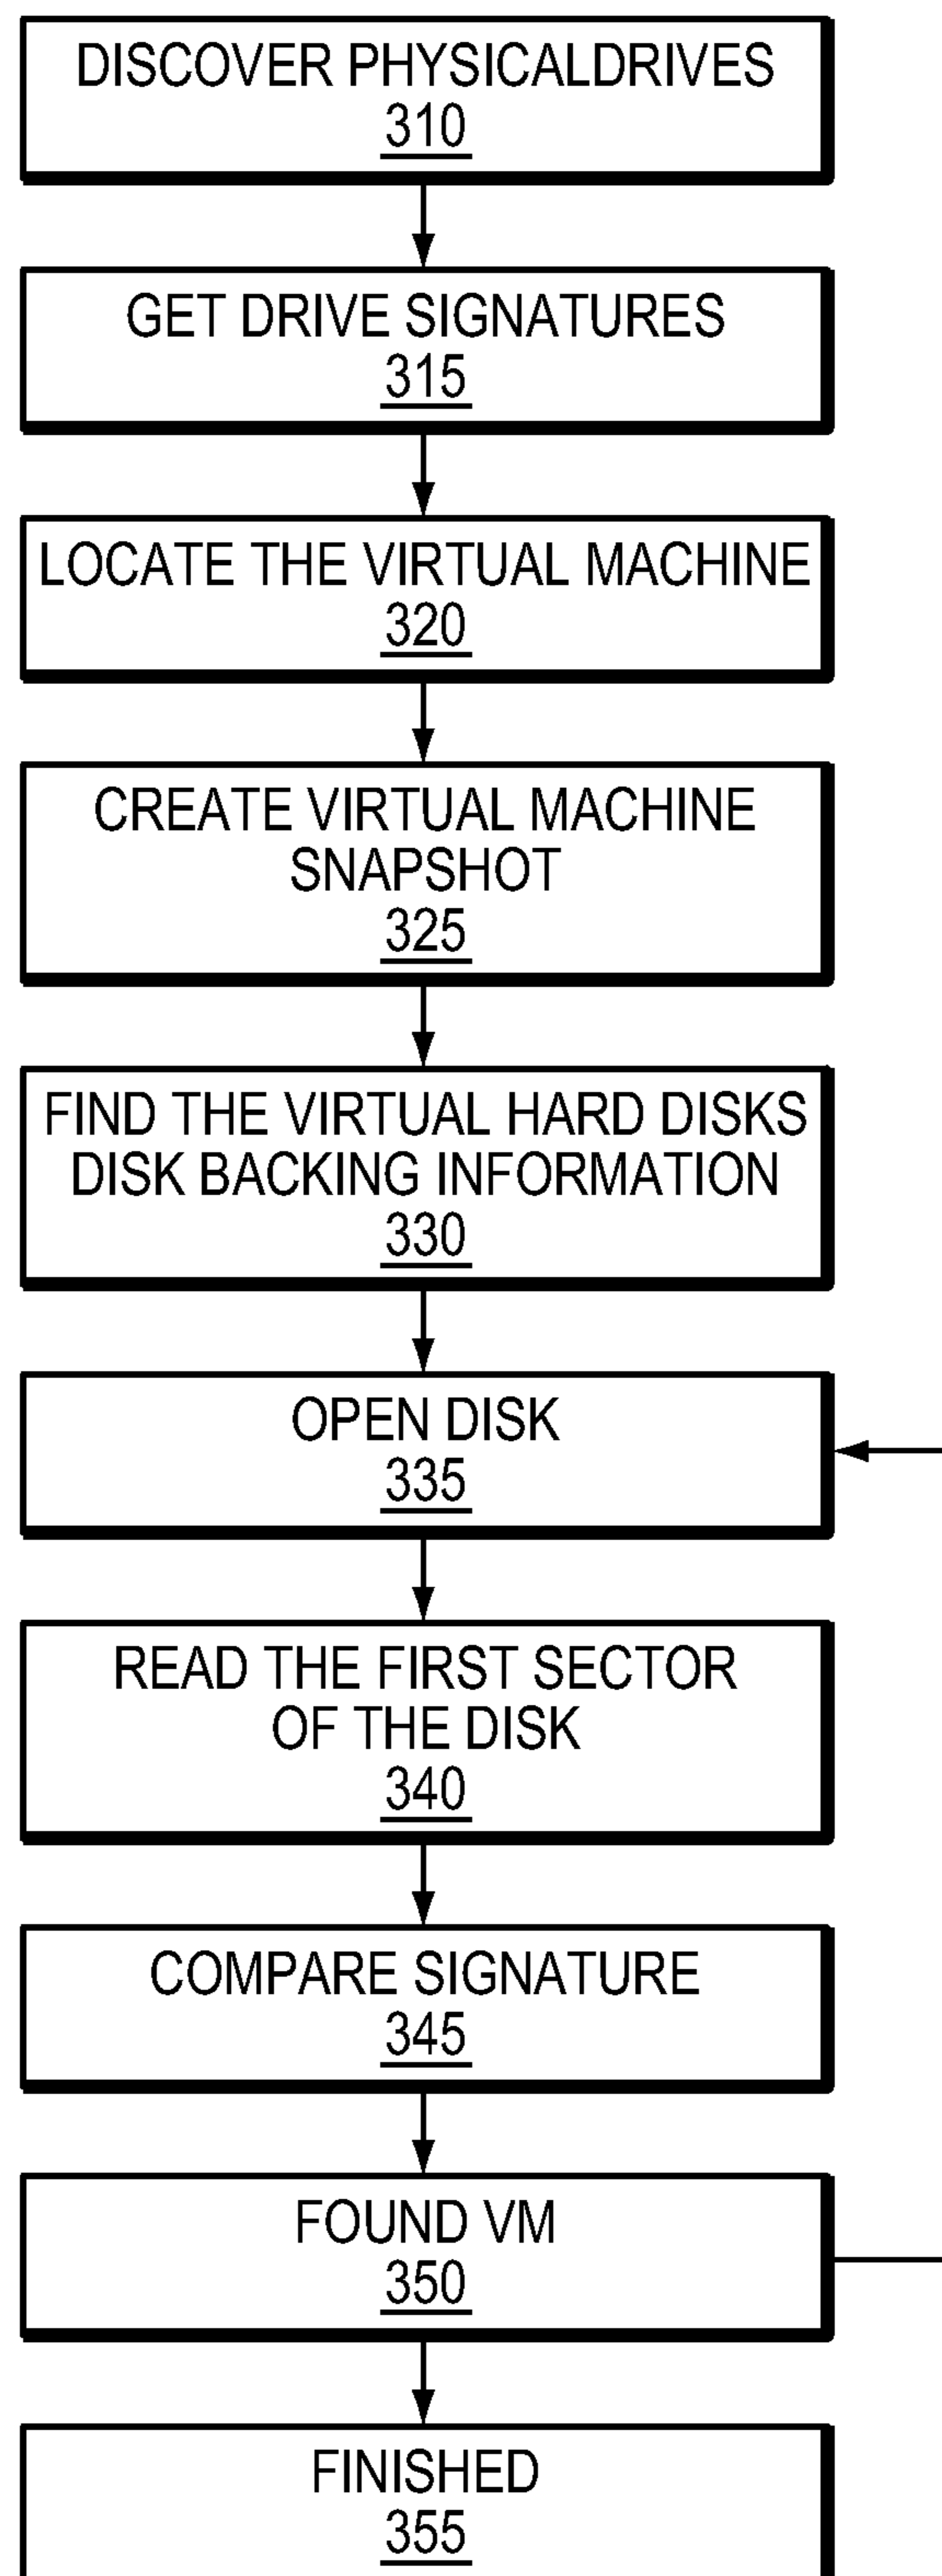 DISCOVER PHYSICALDRIVES
310
GET DRIVE SIGNATURES
315
LOCATE THE VIRTUAL MACHINE
320
CREATE VIRTUAL MACHINE
SNAPSHOT
325
FIND THE VIRTUAL HARD DISKS
DISK BACKING INFORMATION
330
OPEN DISK
335
READ THE FIRST SECTOR
OF THE DISK
340
COMPARE SIGNATURE
345
FOUND VM
350
FINISHED
355